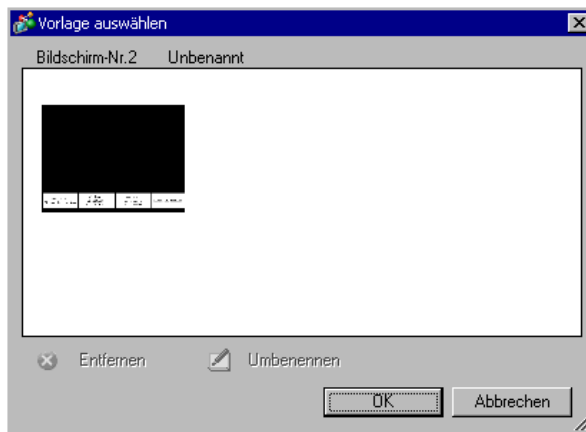 Vorlage auswählen
Bildschirm-Nr.2 Unbenannt
Entfernen Umbenennen
OK Abbrechen